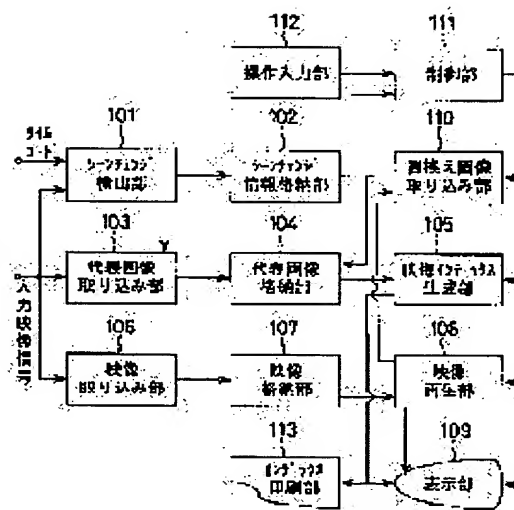 112
操作入力部
111
制御部
101
タイム
コード
シーンチェンジ
検出部
102
シーンチェンジ
情報格納部
110
置換え画像
取り込み部
103
代表画像
取り込み部
104
代表画像
格納部
105
映像インデックス
生成部
入力映像信号
106
映像
取り込み部
107
映像
格納部
108
映像
再生部
113
インデックス
印刷部
109
表示部